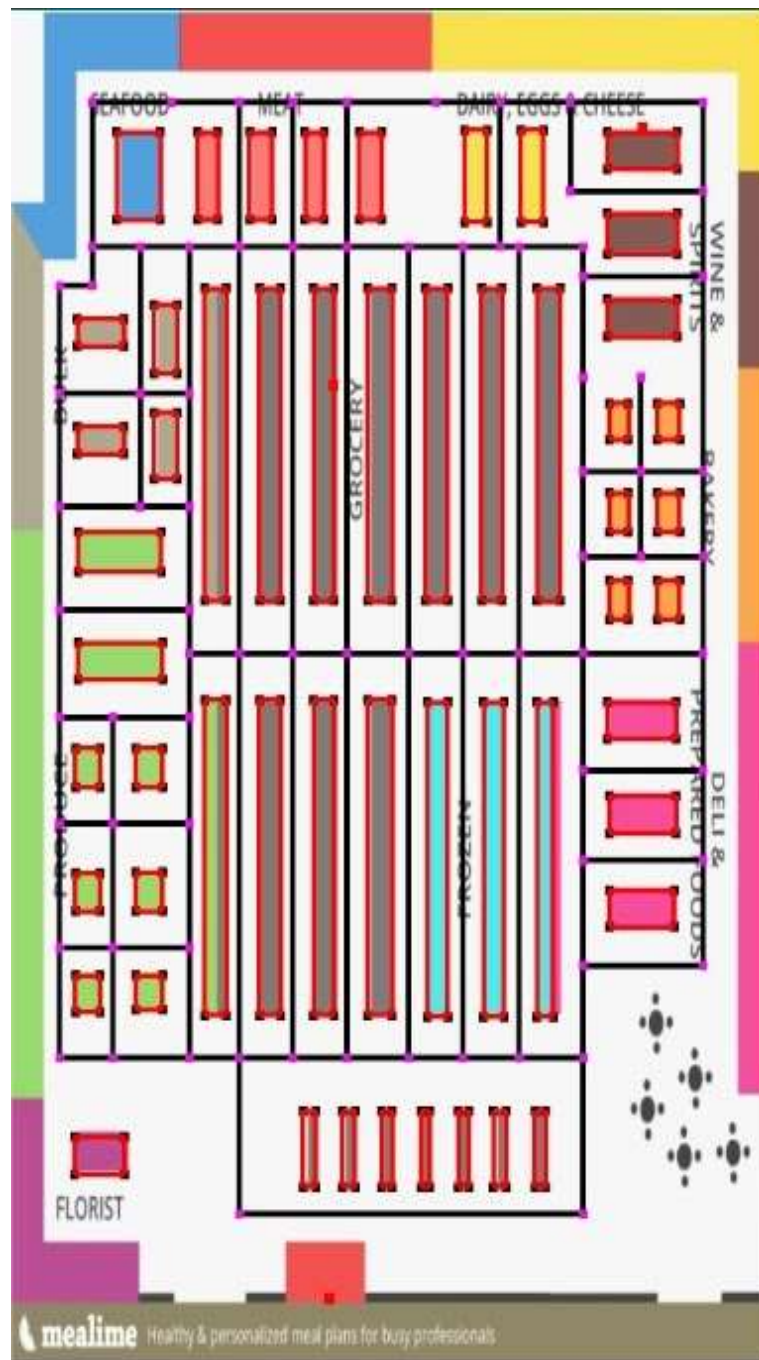 SEAFOOD
MEAT
DAIRY, EGGS & CHEESE
WINE &
SPIRITS
BULK
GROCERY
BAKERY
PRODUCE
FROZEN
DELI &
PREPARED FOODS
FLORIST
mealime Healthy & personalized meal plans for busy professionals